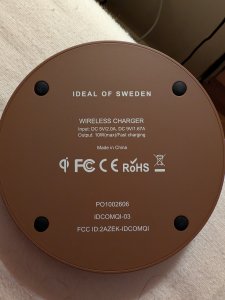 IDEAL OF SWEDEN
WIRELESS CHARGER
Input: DC 5V/2.0A, DC 9V/1.67A
Output: 10W(max)/Fast charging
Made in China
FC CE RoHS
PO1002606
IDCOMQI-03
FCC ID:2AZEK-IDCOMQI